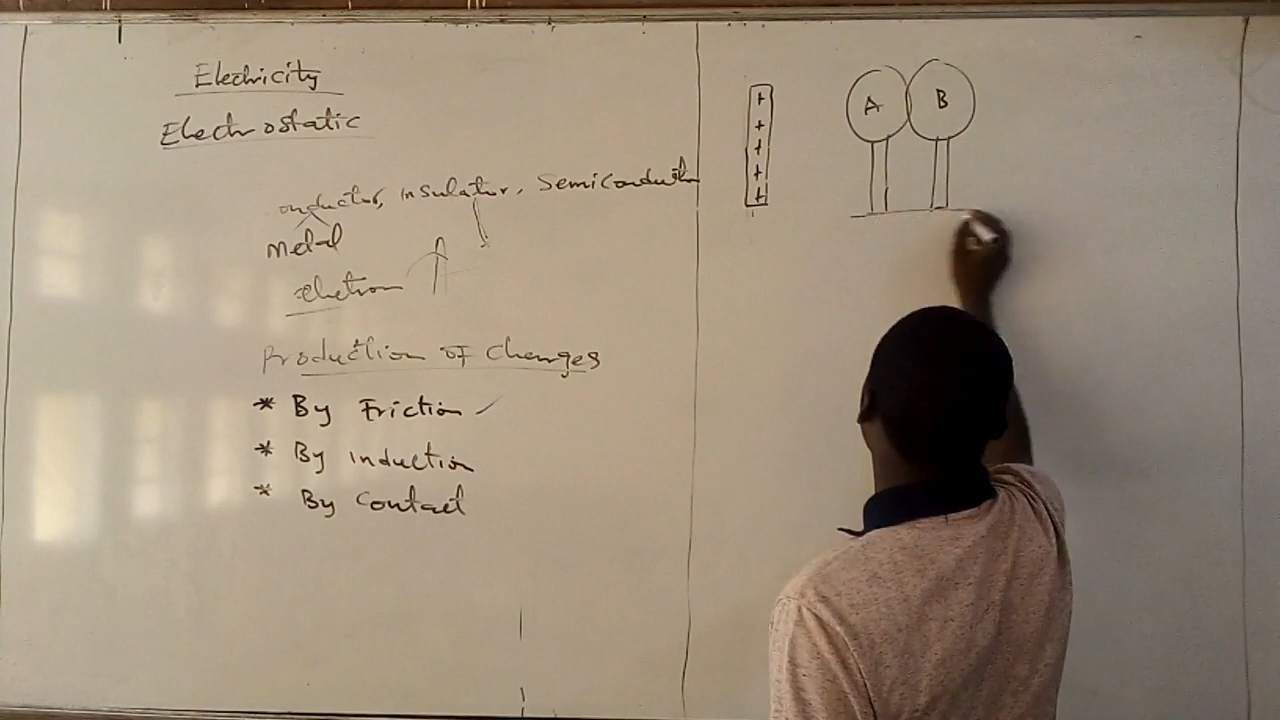 Electricity
Electrostatic
onductor, insulator, Semiconductor
Metal
electron
Production of Charges
* By Friction ✓
* By induction
* By Contact
+ A B
+
+
+
+